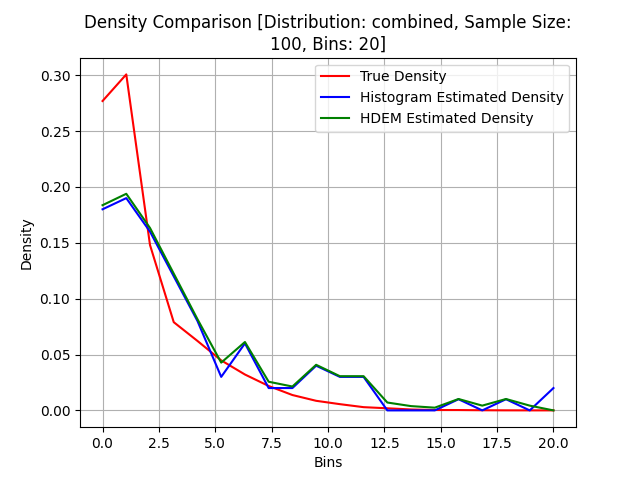 Density Comparison [Distribution: combined, Sample Size:
100, Bins: 20]
True Density
Histogram Estimated Density
HDEM Estimated Density
Density
0.30
0.25
0.20
0.15
0.10
0.05
0.00
0.0 2.5 5.0 7.5 10.0 12.5 15.0 17.5 20.0
Bins